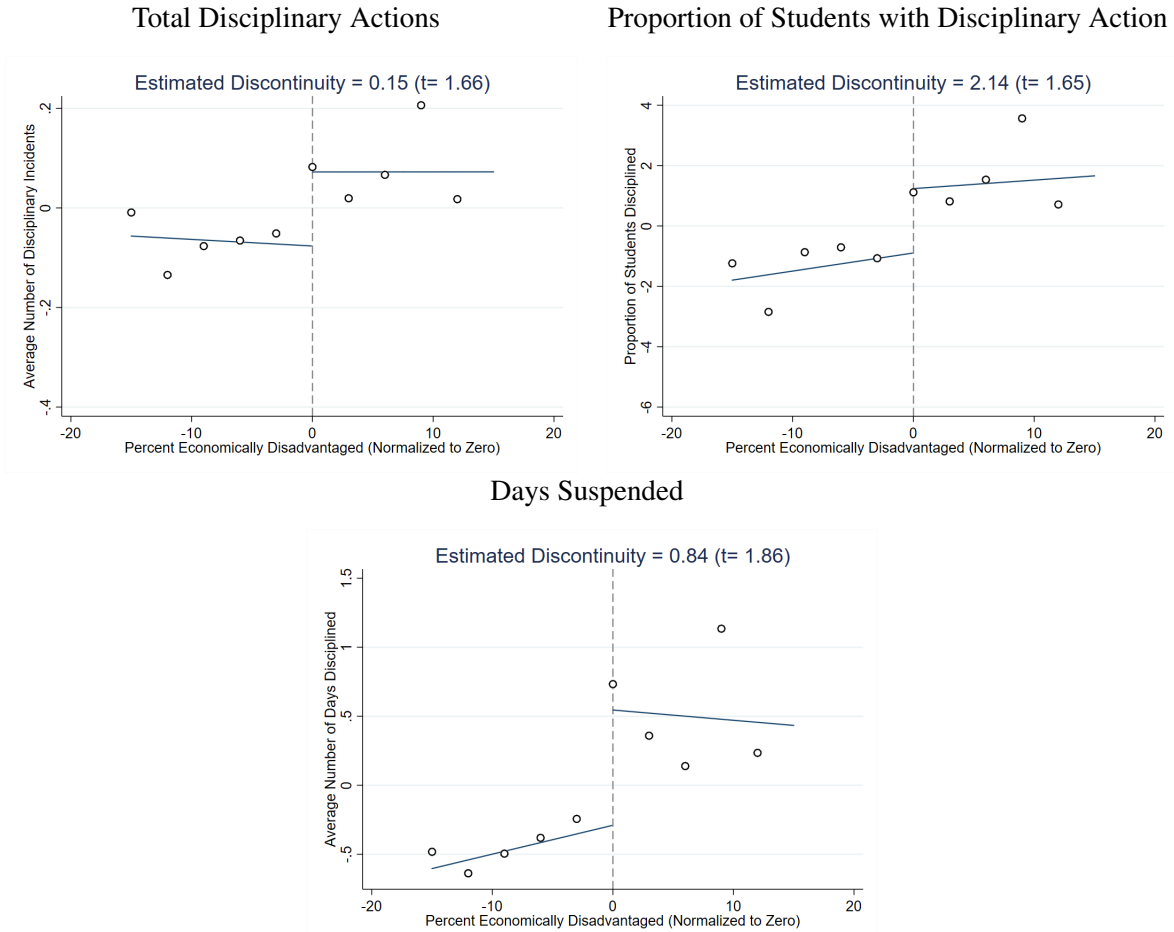 Total Disciplinary Actions
Estimated Discontinuity = 0.15 (t= 1.66)
Average Number of Disciplinary Incidents
.2
0
-.2
-.4
-20 -10 0 10 20
Percent Economically Disadvantaged (Normalized to Zero)
Proportion of Students with Disciplinary Action
Estimated Discontinuity = 2.14 (t= 1.65)
Proportion of Students Disciplined
4
2
0
-2
-4
-6
-20 -10 0 10 20
Percent Economically Disadvantaged (Normalized to Zero)
Days Suspended
Estimated Discontinuity = 0.84 (t= 1.86)
Average Number of Days Disciplined
1.5
1
.5
0
-.5
-20 -10 0 10 20
Percent Economically Disadvantaged (Normalized to Zero)